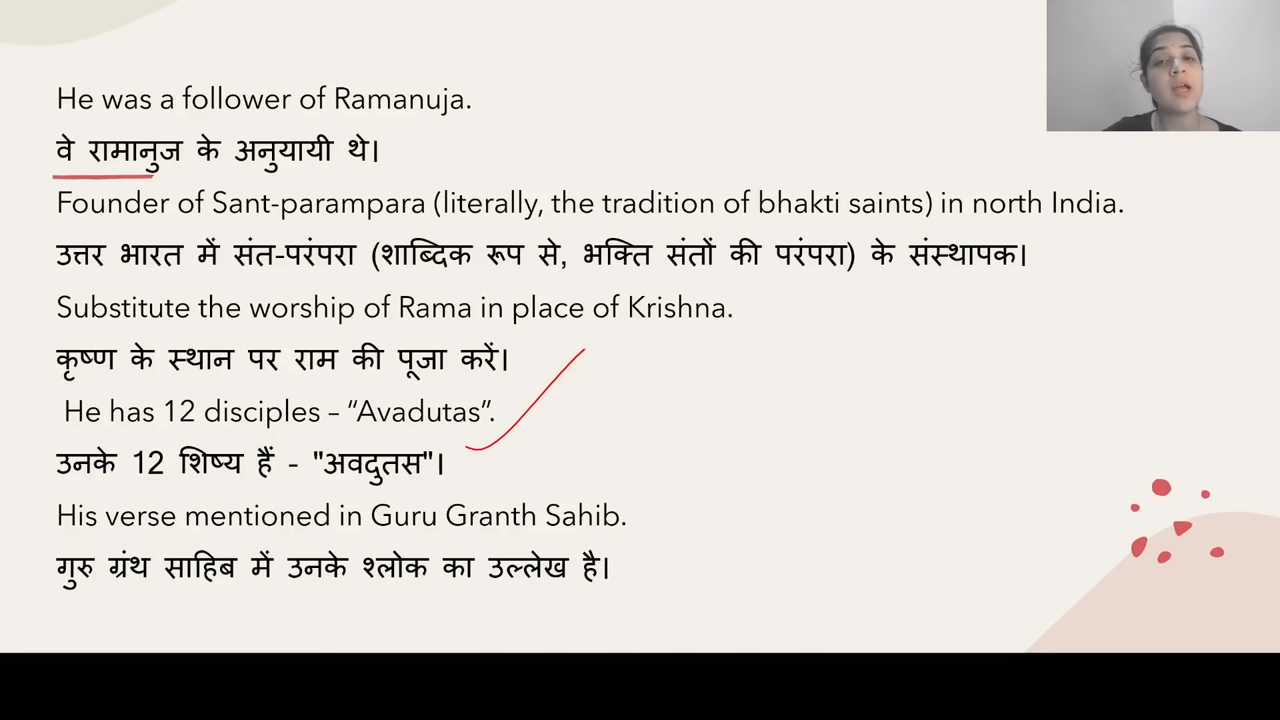 He was a follower of Ramanuja.
वे रामानुज के अनुयायी थे।
Founder of Sant-parampara (literally, the tradition of bhakti saints) in north India.
उत्तर भारत में संत-परंपरा (शाब्दिक रूप से, भक्ति संतों की परंपरा) के संस्थापक।
Substitute the worship of Rama in place of Krishna.
कृष्ण के स्थान पर राम की पूजा करें।
He has 12 disciples – “Avadutas”.
उनके 12 शिष्य हैं - "अवदुतस"।
His verse mentioned in Guru Granth Sahib.
गुरु ग्रंथ साहिब में उनके श्लोक का उल्लेख है।